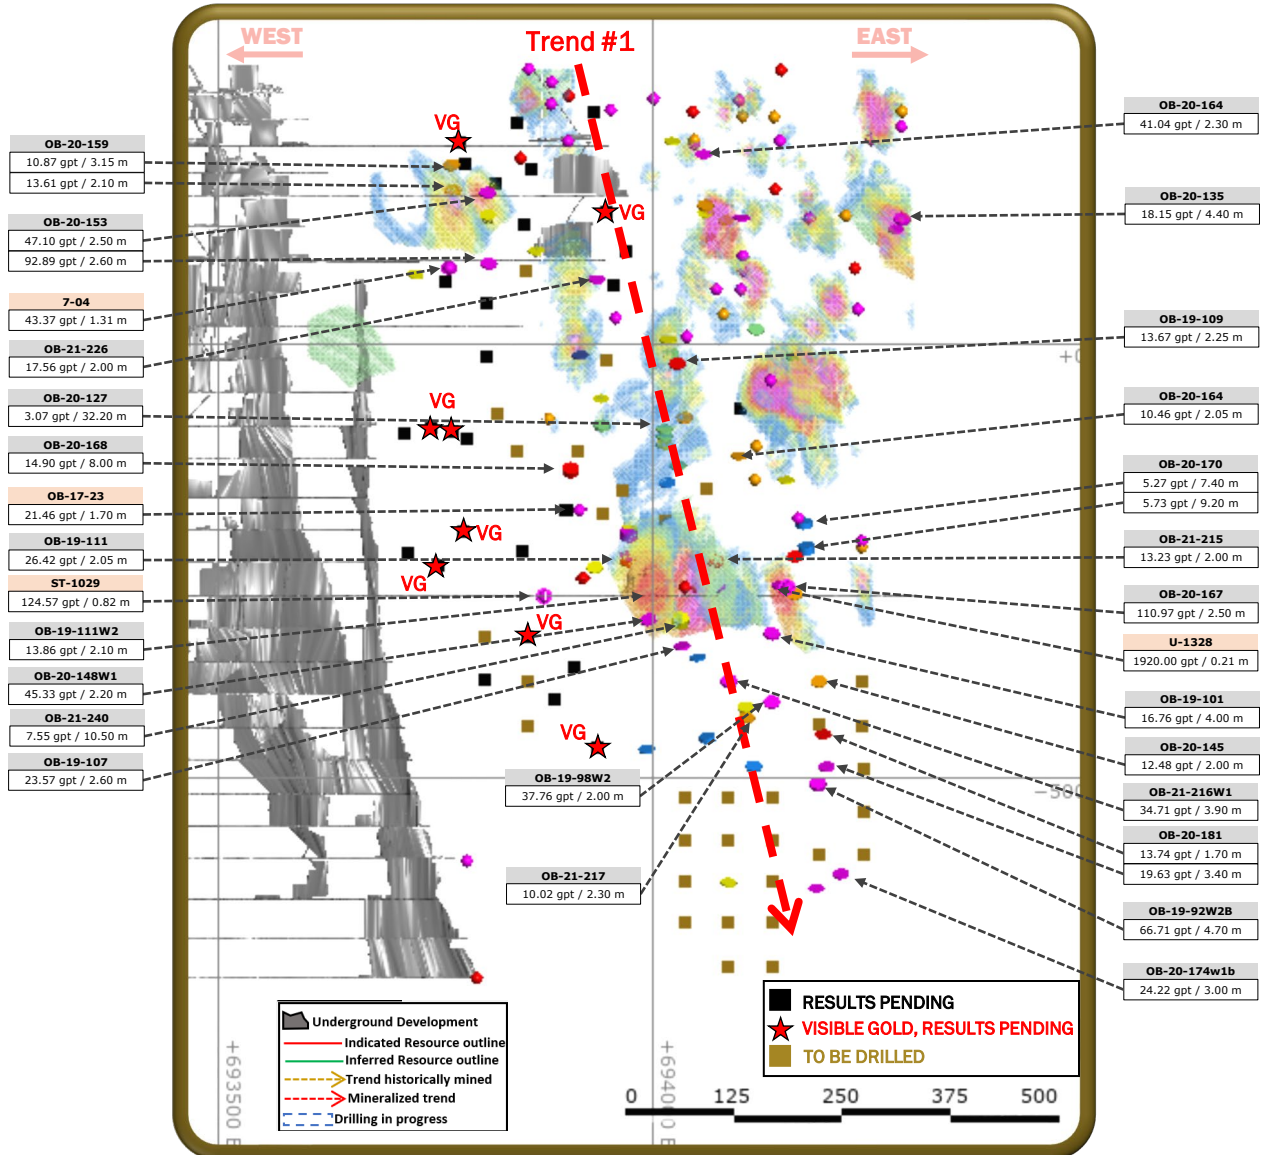 WEST
Trend #1
EAST
VG
VG
VG
VG
VG
VG
VG
OB-20-159
10.87 gpt / 3.15 m
13.61 gpt / 2.10 m
OB-20-153
47.10 gpt / 2.50 m
92.89 gpt / 2.60 m
7-04
43.37 gpt / 1.31 m
OB-21-226
17.56 gpt / 2.00 m
OB-20-127
3.07 gpt / 32.20 m
OB-20-168
14.90 gpt / 8.00 m
OB-17-23
21.46 gpt / 1.70 m
OB-19-111
26.42 gpt / 2.05 m
ST-1029
124.57 gpt / 0.82 m
OB-19-111W2
13.86 gpt / 2.10 m
OB-20-148W1
45.33 gpt / 2.20 m
OB-21-240
7.55 gpt / 10.50 m
OB-19-107
23.57 gpt / 2.60 m
OB-19-98W2
37.76 gpt / 2.00 m
OB-21-217
10.02 gpt / 2.30 m
OB-20-164
41.04 gpt / 2.30 m
OB-20-135
18.15 gpt / 4.40 m
OB-19-109
13.67 gpt / 2.25 m
OB-20-164
10.46 gpt / 2.05 m
OB-20-170
5.27 gpt / 7.40 m
5.73 gpt / 9.20 m
OB-21-215
13.23 gpt / 2.00 m
OB-20-167
110.97 gpt / 2.50 m
U-1328
1920.00 gpt / 0.21 m
OB-19-101
16.76 gpt / 4.00 m
OB-20-145
12.48 gpt / 2.00 m
OB-21-216W1
34.71 gpt / 3.90 m
OB-20-181
13.74 gpt / 1.70 m
19.63 gpt / 3.40 m
OB-19-92W2B
66.71 gpt / 4.70 m
OB-20-174w1b
24.22 gpt / 3.00 m
+0
-500
+693500 E
+6940
Underground Development
Indicated Resource outline
Inferred Resource outline
Trend historically mined
Mineralized trend
Drilling in progress
RESULTS PENDING
VISIBLE GOLD, RESULTS PENDING
TO BE DRILLED
0 125 250 375 500